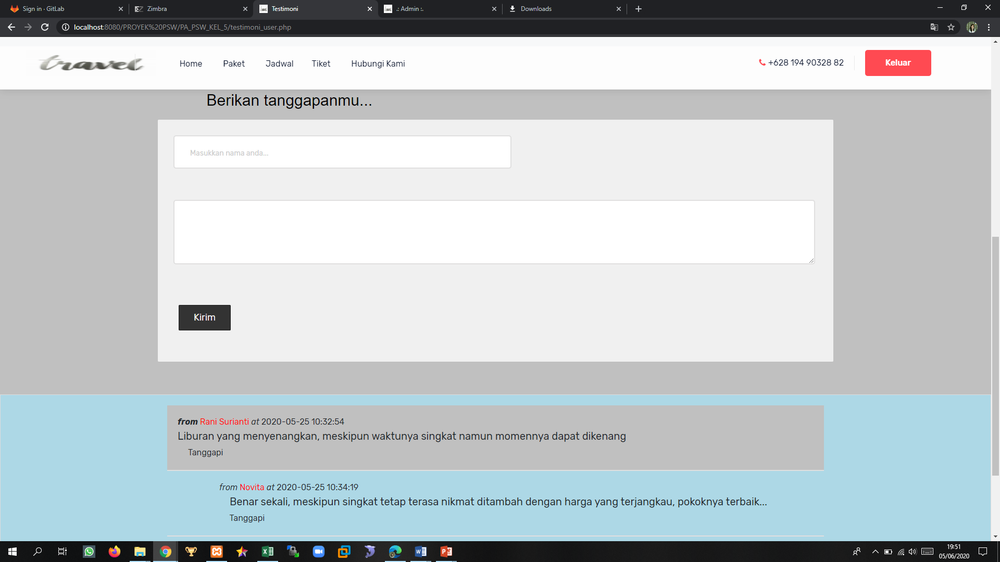 Sign in · GitLab
Zimbra
Testimoni
.: Admin :.
Downloads
localhost:8080/PROYEK%20PSW/PA_PSW_KEL_5/testimoni_user.php
travel
Home
Paket
Jadwal
Tiket
Hubungi Kami
+628 194 90328 82
Keluar
Berikan tanggapanmu...
Masukkan nama anda...
Kirim
from Rani Surianti at 2020-05-25 10:32:54
Liburan yang menyenangkan, meskipun waktunya singkat namun momennya dapat dikenang
Tanggapi
from Novita at 2020-05-25 10:34:19
Benar sekali, meskipun singkat tetap terasa nikmat ditambah dengan harga yang terjangkau, pokoknya terbaik...
Tanggapi
19:51
05/06/2020